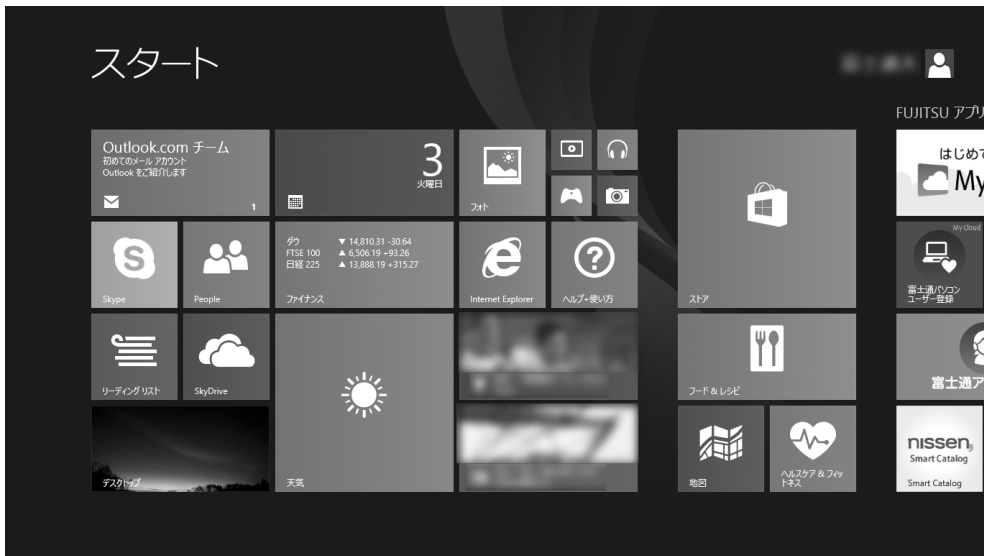 スタート
FUJITSU アプリ
Outlook.com チーム
初めてのメール アカウント
Outlook をご紹介します
1
3
火曜日
フォト
Skype
People
ダウ ▼ 14,810.31 -30.64
FTSE 100 ▲ 6,506.19 +93.26
日経 225 ▲ 13,888.19 +315.27
ファイナンス
Internet Explorer
ヘルプ+使い方
ストア
リーディング リスト
SkyDrive
デスクトップ
天気
フード & レシピ
地図
ヘルスケア & フィッ
トネス
はじめて
My
My Cloud
富士通パソコン
ユーザー登録
富士通ア
nissen,
Smart Catalog
Smart Catalog